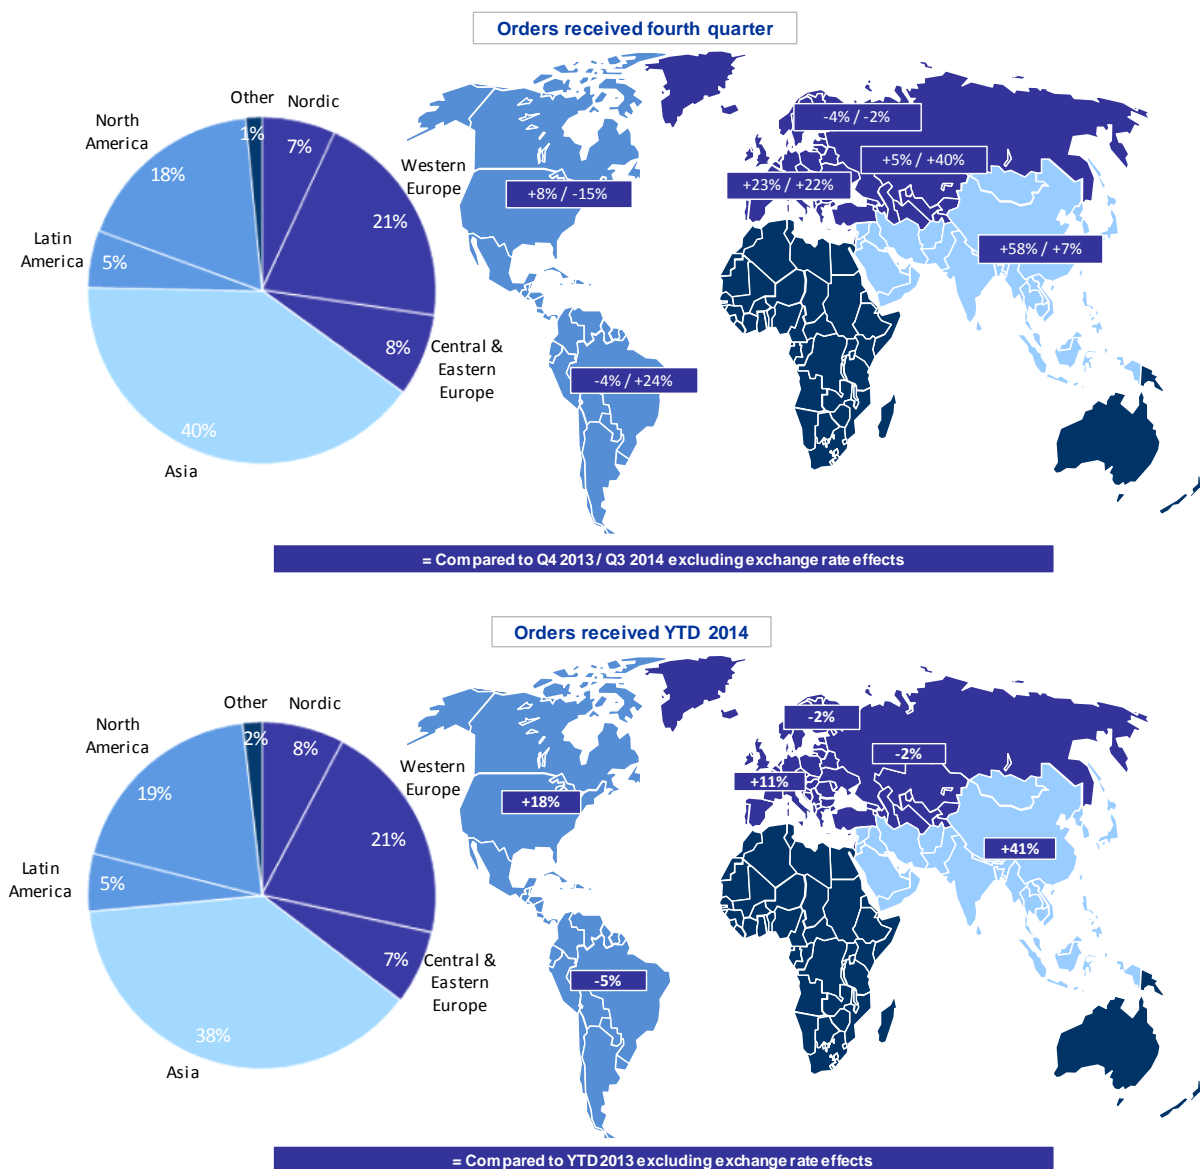 Orders received fourth quarter
Other
Nordic
North
America
Western
Europe
Latin
America
Central &
Eastern
Europe
Asia
1%
7%
18%
21%
5%
8%
40%
-4% / -2%
+5% / +40%
+23% / +22%
+8% / -15%
+58% / +7%
-4% / +24%
= Compared to Q4 2013 / Q3 2014 excluding exchange rate effects
Orders received YTD 2014
Other
Nordic
North
America
Western
Europe
Latin
America
Central &
Eastern
Europe
Asia
2%
8%
19%
21%
5%
7%
38%
-2%
-2%
+11%
+18%
+41%
-5%
= Compared to YTD 2013 excluding exchange rate effects